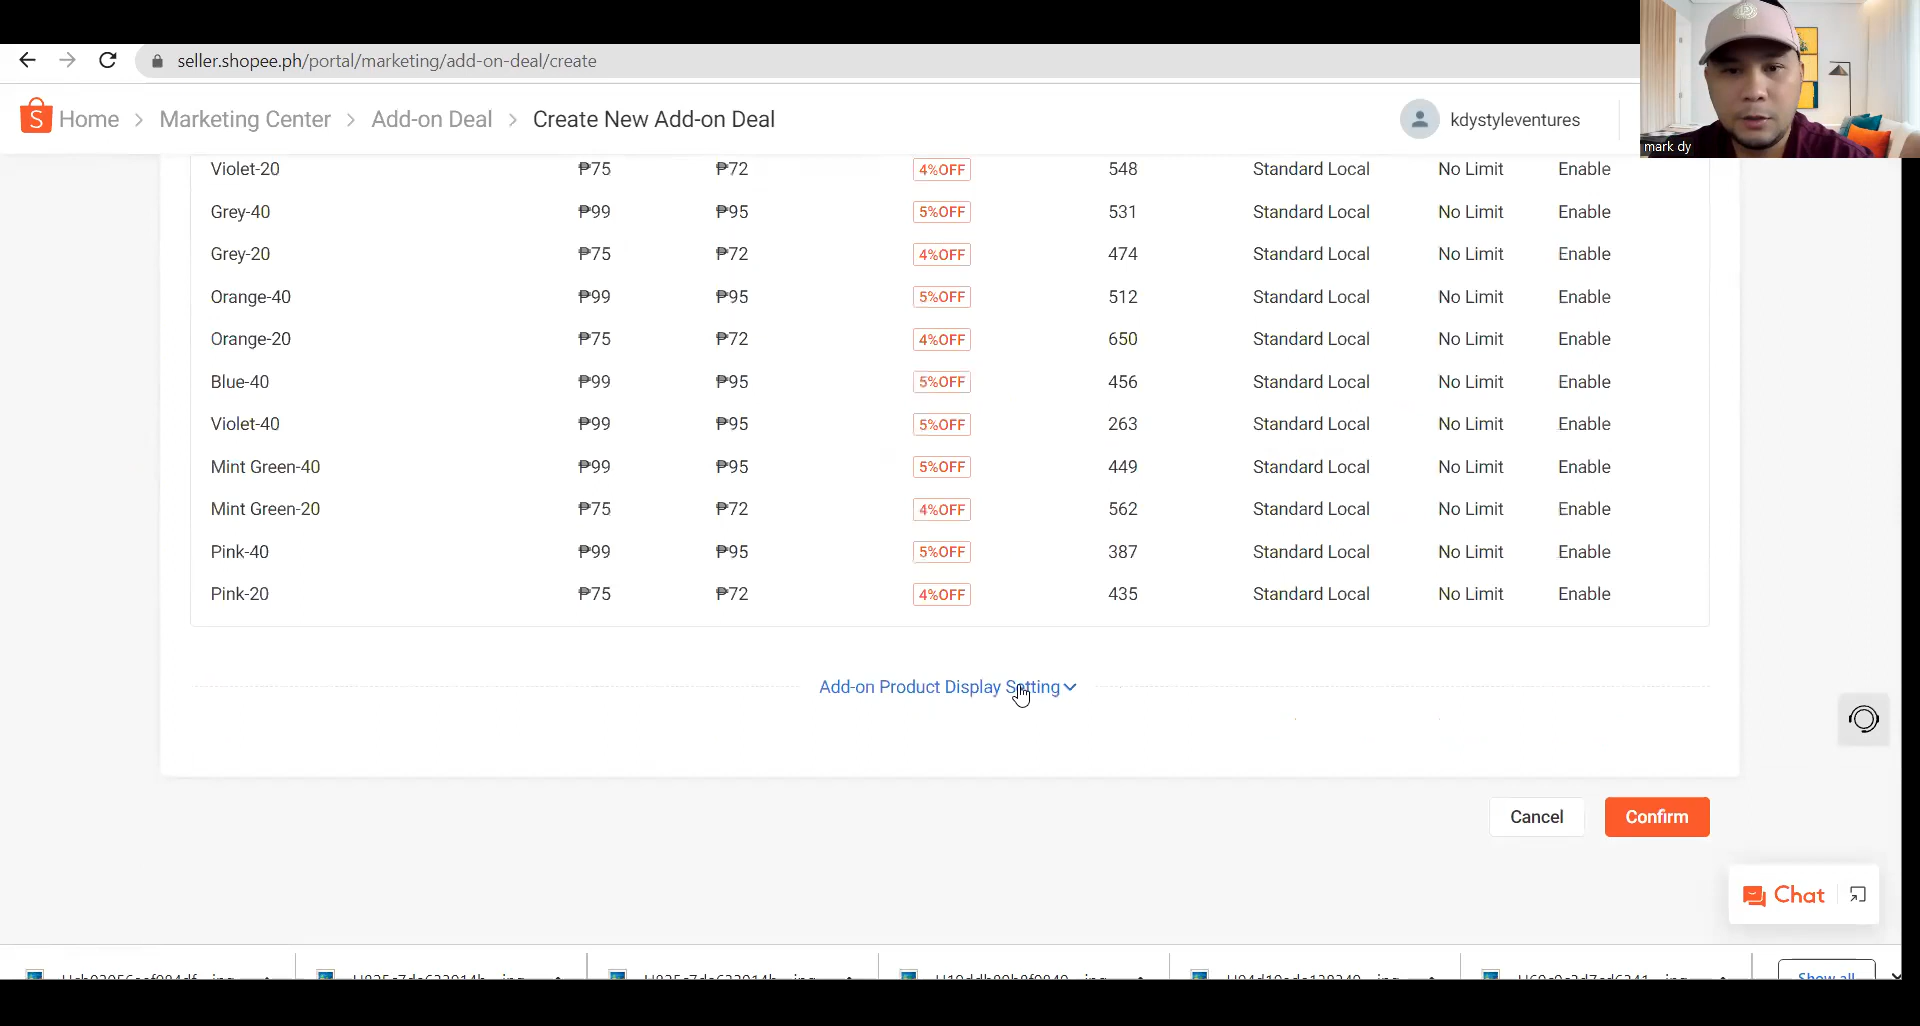 seller.shopee.ph/portal/marketing/add-on-deal/create
Home > Marketing Center > Add-on Deal > Create New Add-on Deal
kdystyleventures
mark dy
Violet-20 ₱75 ₱72 4%OFF 548 Standard Local No Limit Enable
Grey-40 ₱99 ₱95 5%OFF 531 Standard Local No Limit Enable
Grey-20 ₱75 ₱72 4%OFF 474 Standard Local No Limit Enable
Orange-40 ₱99 ₱95 5%OFF 512 Standard Local No Limit Enable
Orange-20 ₱75 ₱72 4%OFF 650 Standard Local No Limit Enable
Blue-40 ₱99 ₱95 5%OFF 456 Standard Local No Limit Enable
Violet-40 ₱99 ₱95 5%OFF 263 Standard Local No Limit Enable
Mint Green-40 ₱99 ₱95 5%OFF 449 Standard Local No Limit Enable
Mint Green-20 ₱75 ₱72 4%OFF 562 Standard Local No Limit Enable
Pink-40 ₱99 ₱95 5%OFF 387 Standard Local No Limit Enable
Pink-20 ₱75 ₱72 4%OFF 435 Standard Local No Limit Enable
Add-on Product Display Setting
Cancel Confirm
Chat
Show all